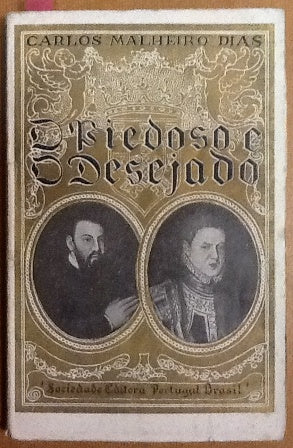 CARLOS MALHEIRO DIAS
O Piedoso e
O Desejado
Sociedade Editora Portugal Brasil